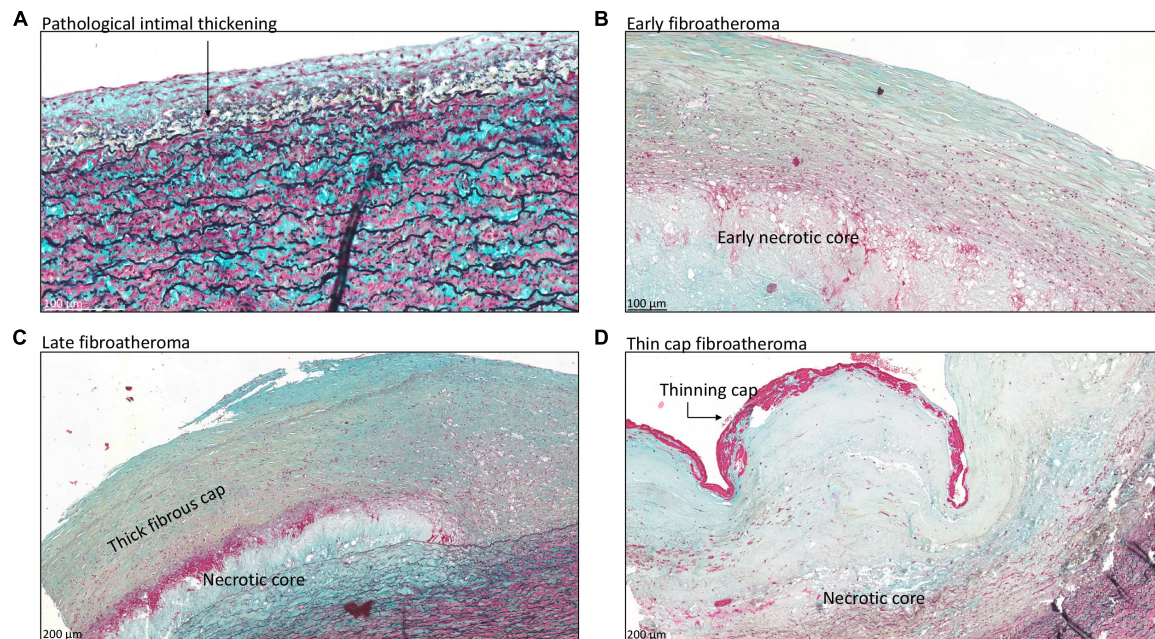 A Pathological intimal thickening
100 µm
B Early fibroatheroma
Early necrotic core
100 µm
C Late fibroatheroma
Thick fibrous cap
Necrotic core
200 µm
D Thin cap fibroatheroma
Thinning cap
Necrotic core
200 µm